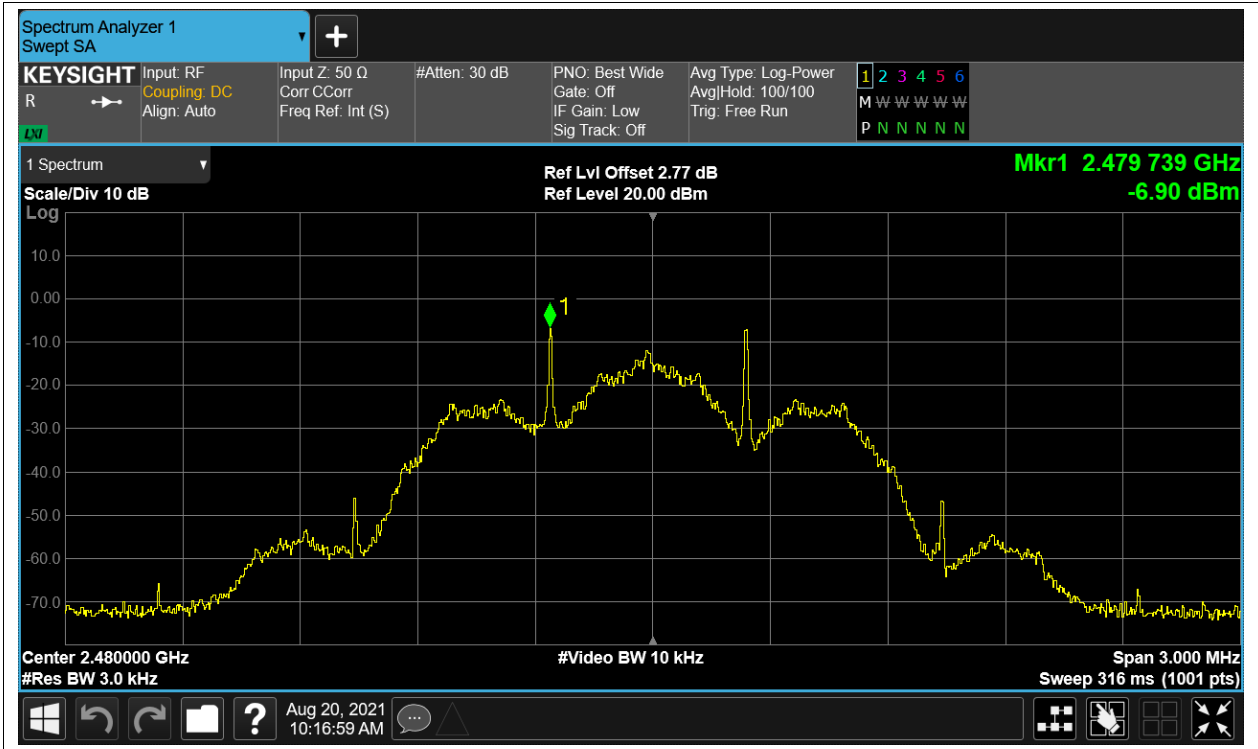 Spectrum Analyzer 1
Swept SA
+
KEYSIGHT
R
LXI
Input: RF
Coupling: DC
Align: Auto
Input Z: 50 Ω
Corr CCorr
Freq Ref: Int (S)
#Atten: 30 dB
PNO: Best Wide
Gate: Off
IF Gain: Low
Sig Track: Off
Avg Type: Log-Power
Avg|Hold: 100/100
Trig: Free Run
1 2 3 4 5 6
M W W W W W
P N N N N N
1 Spectrum
Scale/Div 10 dB
Log
Ref Lvl Offset 2.77 dB
Ref Level 20.00 dBm
Mkr1 2.479 739 GHz
-6.90 dBm
10.0
0.00
-10.0
-20.0
-30.0
-40.0
-50.0
-60.0
-70.0
1
Center 2.480000 GHz
#Res BW 3.0 kHz
#Video BW 10 kHz
Span 3.000 MHz
Sweep 316 ms (1001 pts)
?
Aug 20, 2021
10:16:59 AM